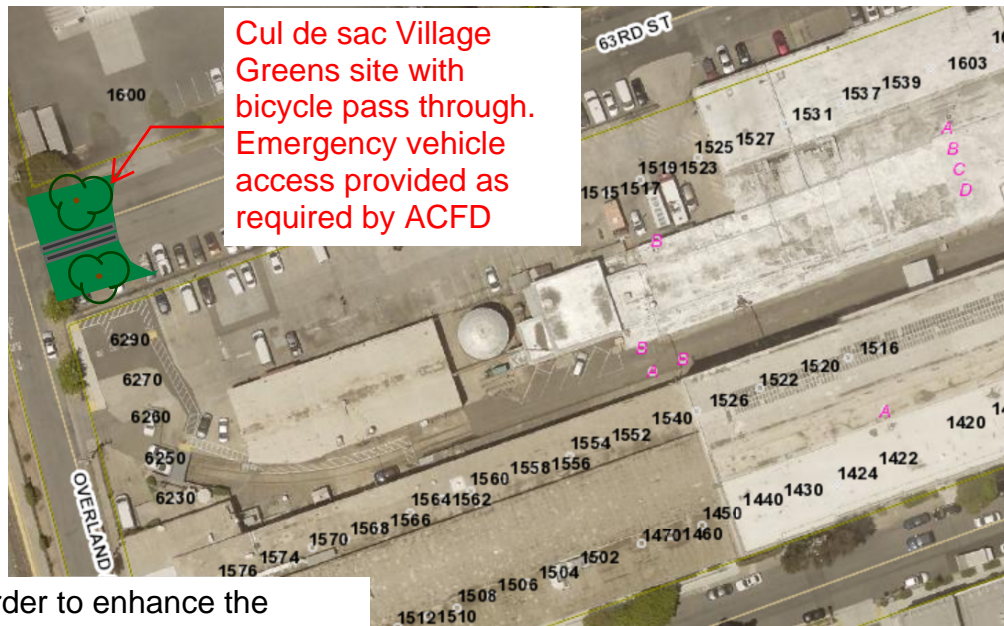 Cul de sac Village
Greens site with
bicycle pass through.
Emergency vehicle
access provided as
required by ACFD
63RD ST
1600
1603
1539
1537
1531
1527
1525
1523
1519
1517
A
B
C
D
B
6290
6270
6260
6250
6230
OVERLAND
B
B
1516
1520
1522
1526
1540
1552
1554
1556
1558
1560
1562
1564
1566
1568
1570
1574
1576
A
1420
1422
1424
1430
1440
1450
1460
1470
1502
1504
1506
1508
1510
1512
rder to enhance the